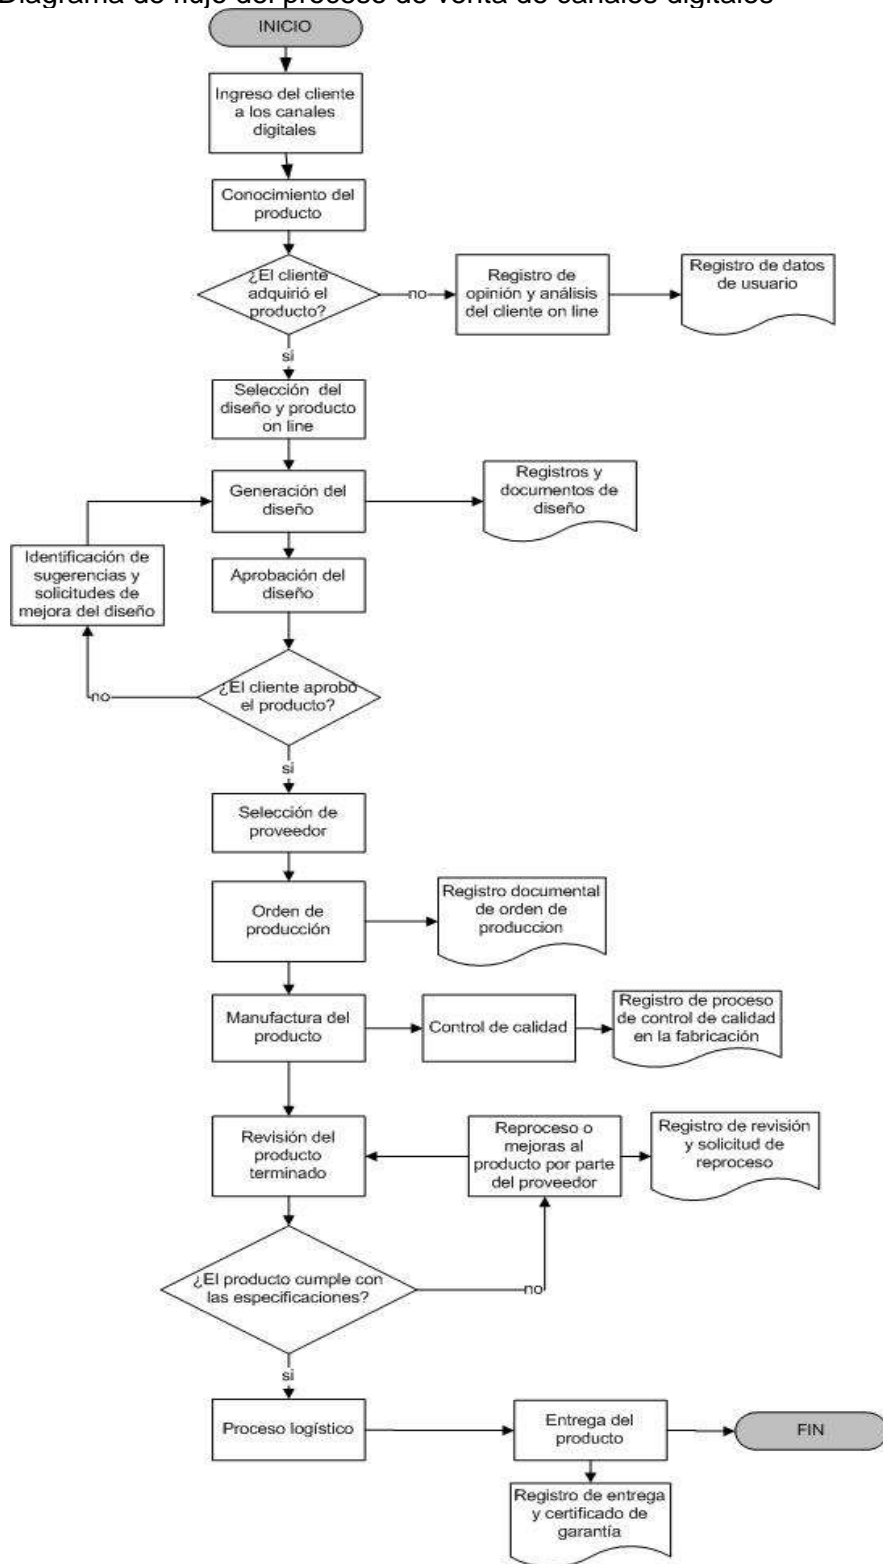 Diagrama de flujo del proceso de venta de canales digitales
INICIO
Ingreso del cliente
a los canales
digitales
Conocimiento del
producto
¿El cliente
adquirió el
producto?
no
Registro de
opinión y análisis
del cliente on line
Registro de datos
de usuario
si
Selección del
diseño y producto
on line
Generación del
diseño
Registros y
documentos de
diseño
Identificación de
sugerencias y
solicitudes de
mejora del diseño
Aprobación del
diseño
¿El cliente aprobó
el producto?
no
si
Selección de
proveedor
Orden de
producción
Registro documental
de orden de
produccion
Manufactura del
producto
Control de calidad
Registro de proceso
de control de calidad
en la fabricación
Revisión del
producto
terminado
Reproceso o
mejoras al
producto por parte
del proveedor
Registro de revisión
y solicitud de
reproceso
¿El producto cumple con
las especificaciones?
no
si
Proceso logístico
Entrega del
producto
FIN
Registro de entrega
y certificado de
garantía